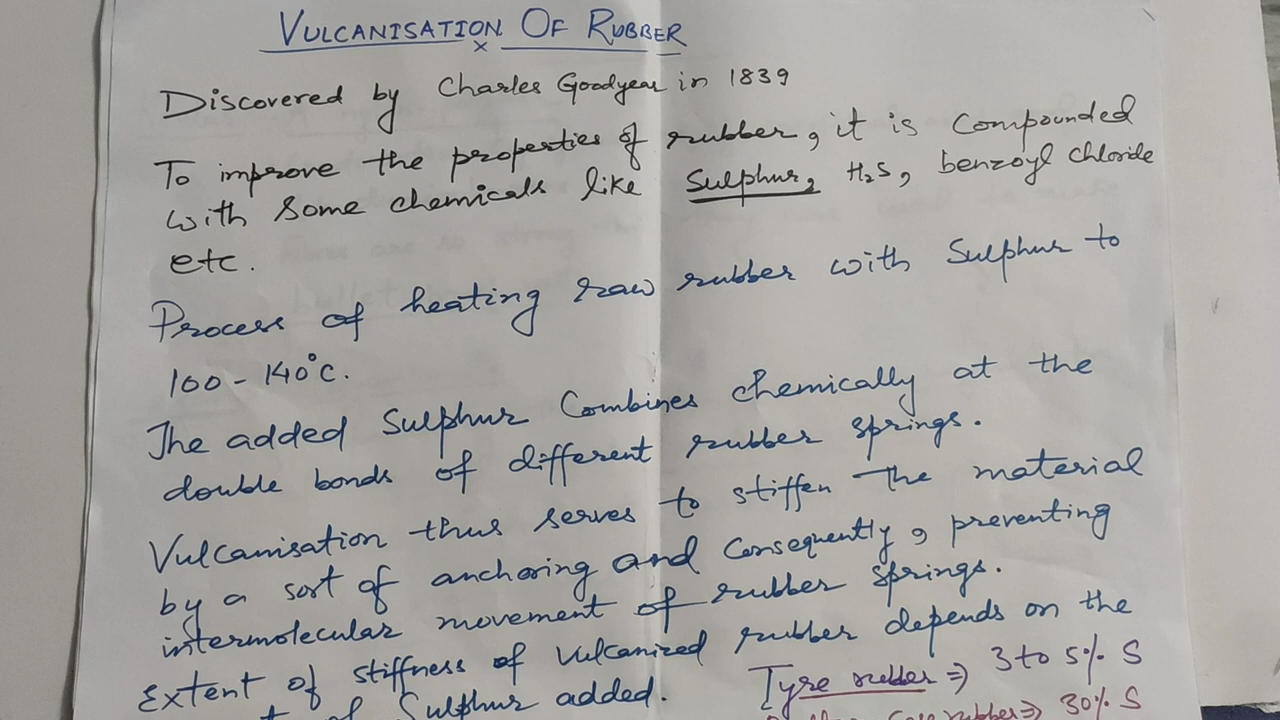 VULCANISATION OF RUBBER
x
Discovered by Charles Goodyear in 1839
To improve the properties of rubber, it is compounded
with some chemicals like Sulphur, H₂S, benzoyl chloride
etc.
Process of heating raw rubber with Sulphur to
100-140°C.
The added Sulphur Combines chemically at the
double bonds of different rubber springs.
Vulcanisation thus serves to stiffen the material
by a sort of anchoring and Consequently, preventing
intermolecular movement of rubber springs.
Extent of stiffness of Vulcanized rubber depends on the
of Sulphur added.
Tyre rubber ⇒ 3 to 5% S
rubber ⇒ 30% S